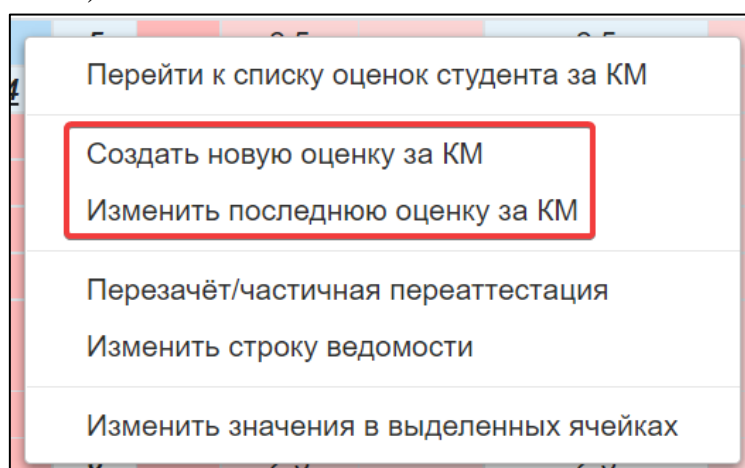 Перейти к списку оценок студента за КМ
Создать новую оценку за КМ
Изменить последнюю оценку за КМ
Перезачёт/частичная переаттестация
Изменить строку ведомости
Изменить значения в выделенных ячейках